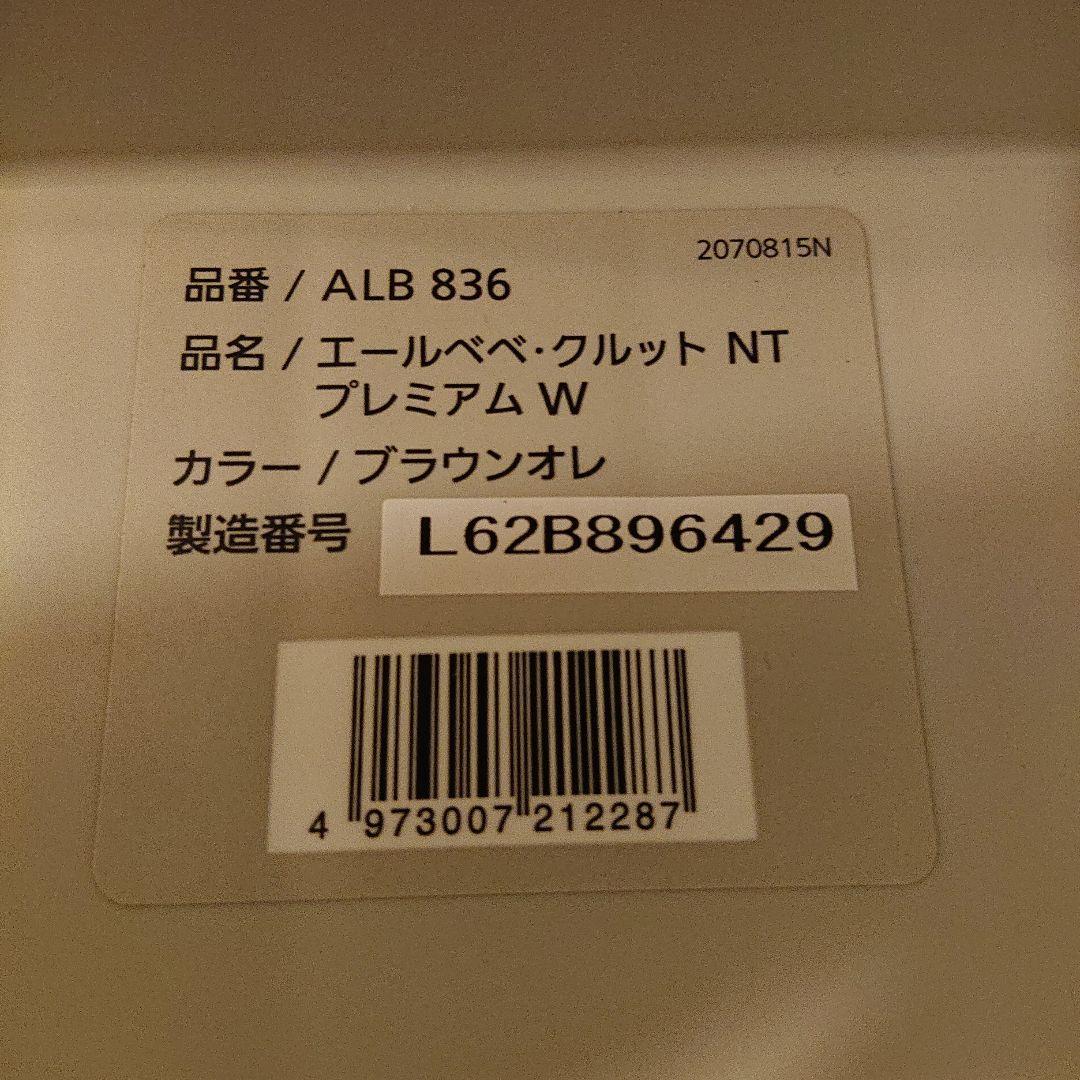 2070815N
品番 / ALB 836
品名 / エールベベ・クルット NT
プレミアム W
カラー / ブラウンオレ
製造番号 L62B896429
4 973007 212287